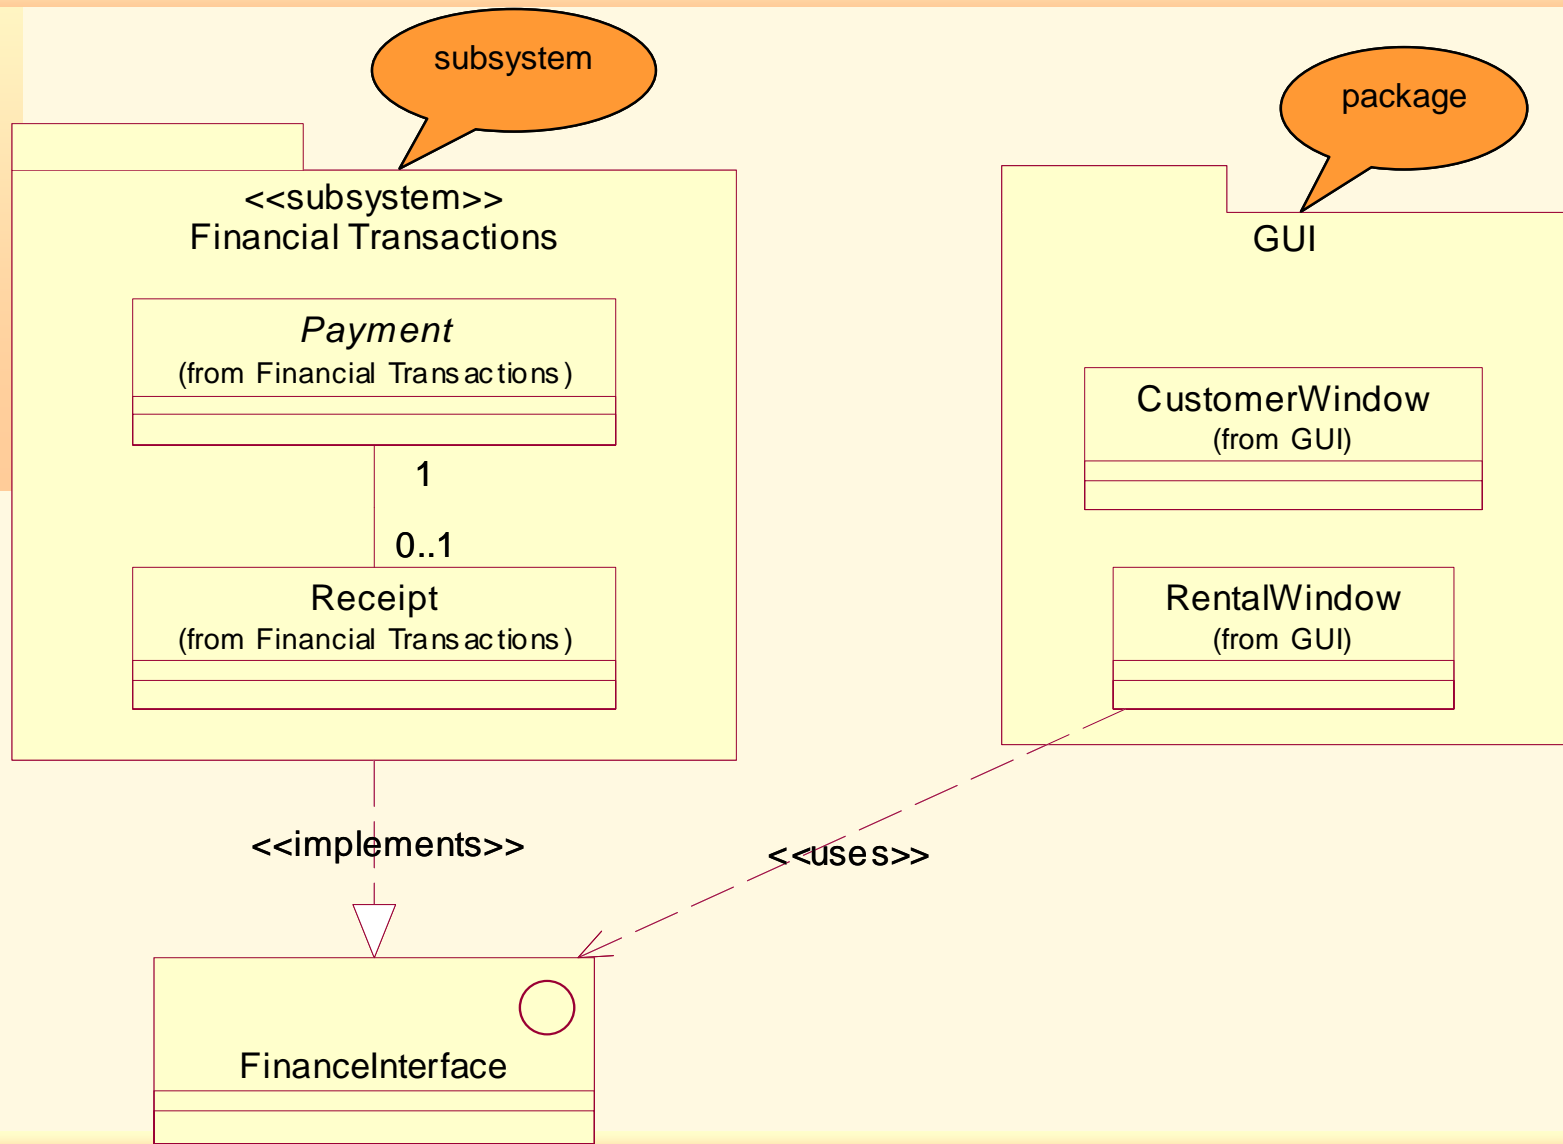 subsystem
package
<<subsystem>>
Financial Transactions
GUI
Payment
(from Financial Transactions)
CustomerWindow
(from GUI)
1
0..1
Receipt
(from Financial Transactions)
RentalWindow
(from GUI)
<<implements>>
<<uses>>
FinanceInterface